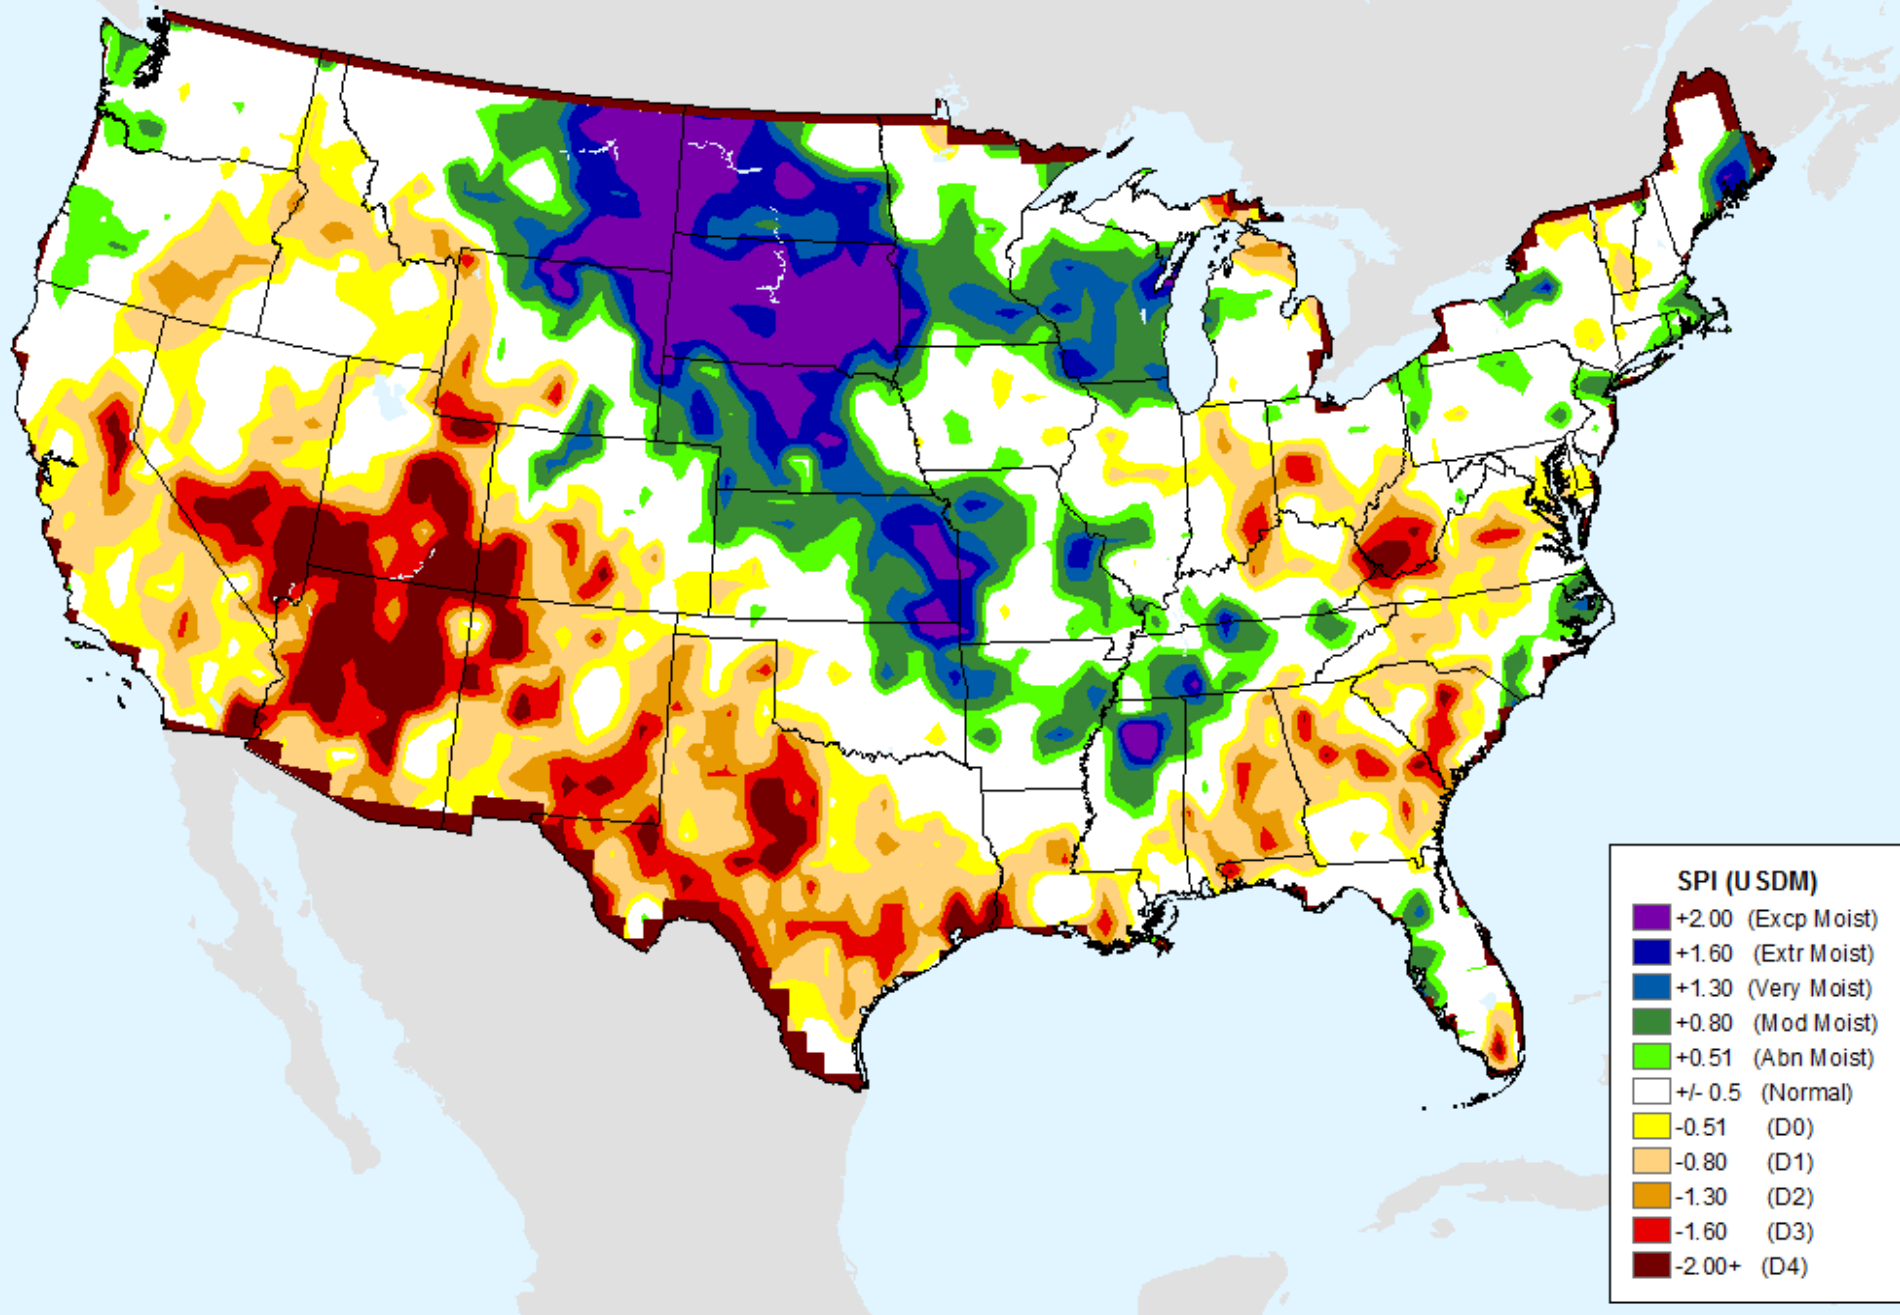 SPI (USDM)
+2.00 (Excp Moist)
+1.60 (Extr Moist)
+1.30 (Very Moist)
+0.80 (Mod Moist)
+0.51 (Abn Moist)
+/- 0.5 (Normal)
-0.51 (D0)
-0.80 (D1)
-1.30 (D2)
-1.60 (D3)
-2.00+ (D4)